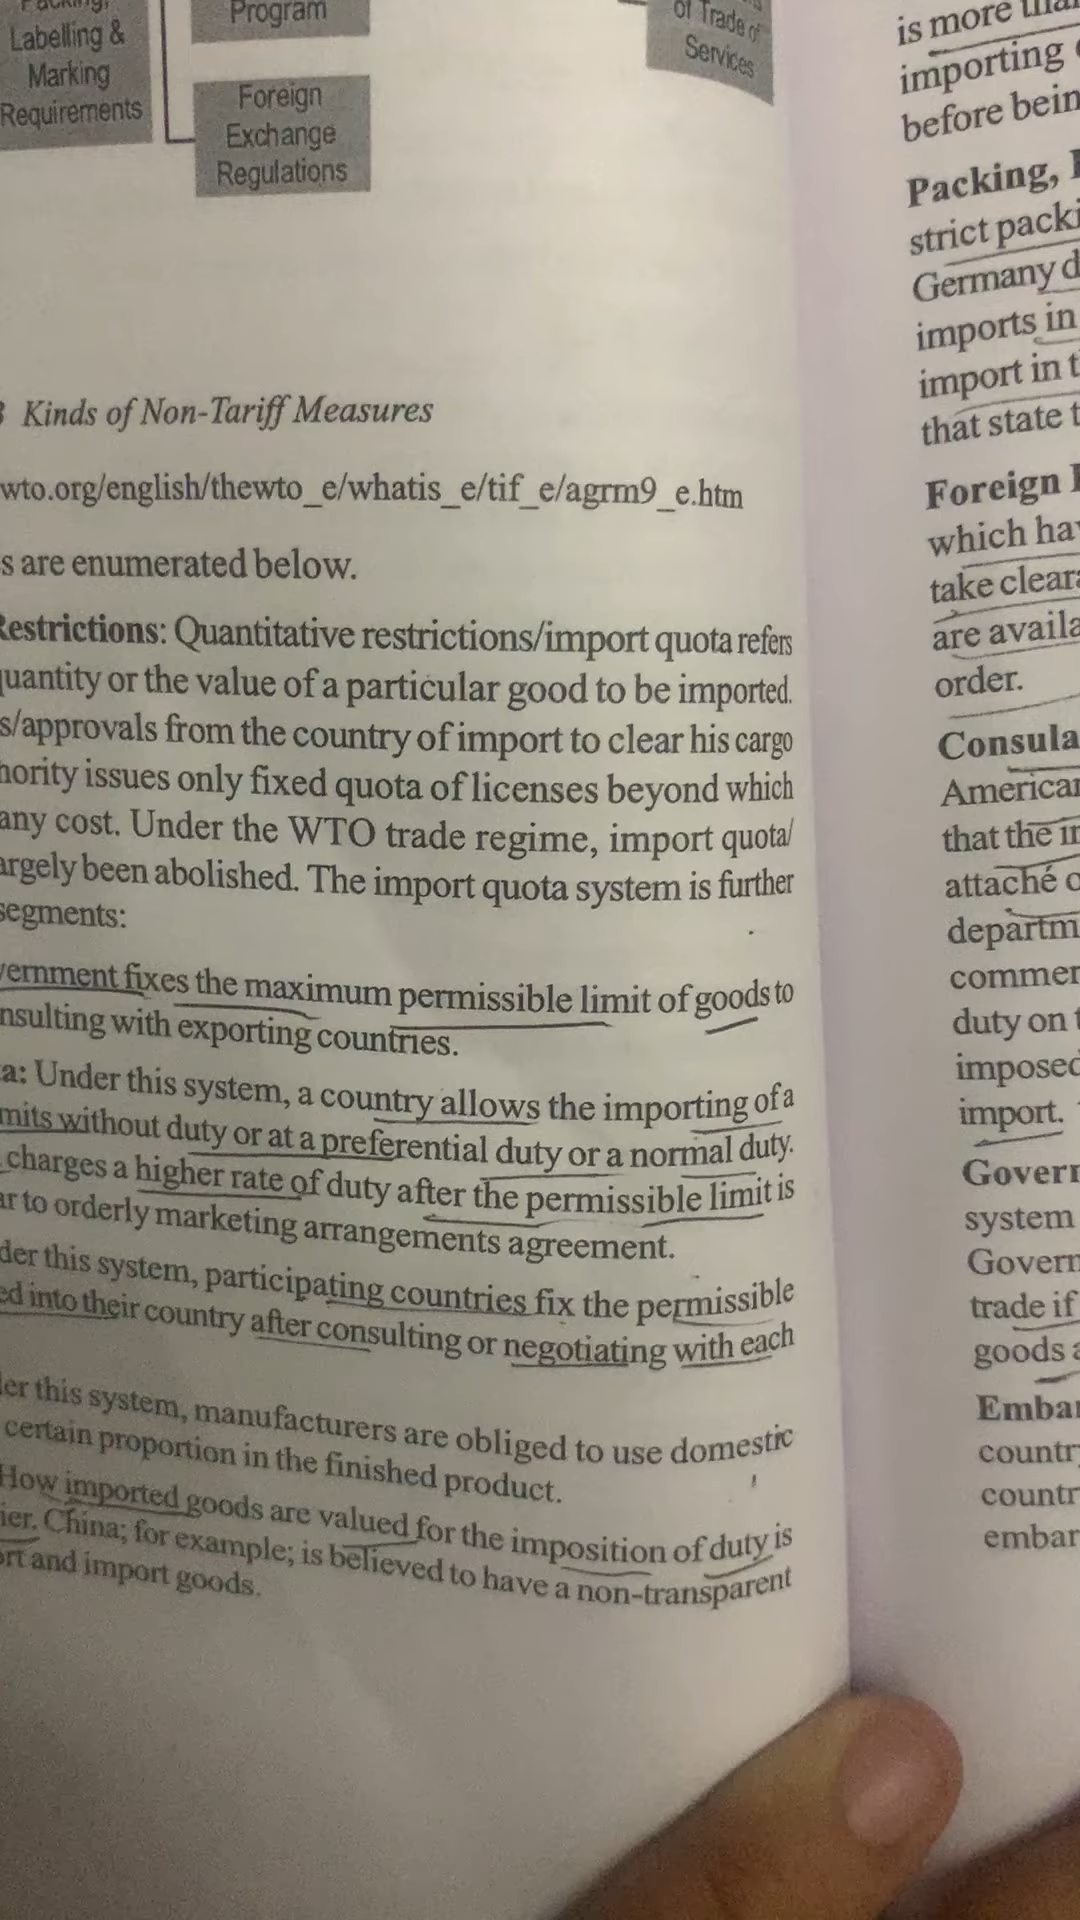 Labelling &
Marking
Requirements
Program
Foreign
Exchange
Regulations
of Trade of
Services
Kinds of Non-Tariff Measures
wto.org/english/thewto_e/whatis_e/tif_e/agrm9_e.htm
s are enumerated below.
Restrictions: Quantitative restrictions/import quota refers
quantity or the value of a particular good to be imported.
s/approvals from the country of import to clear his cargo
hority issues only fixed quota of licenses beyond which
any cost. Under the WTO trade regime, import quota/
argely been abolished. The import quota system is further
segments:
vernment fixes the maximum permissible limit of goods to
nsulting with exporting countries.
a: Under this system, a country allows the importing of a
mits without duty or at a preferential duty or a normal duty.
charges a higher rate of duty after the permissible limit is
ar to orderly marketing arrangements agreement.
der this system, participating countries fix the permissible
ed into their country after consulting or negotiating with each
ler this system, manufacturers are obliged to use domestic
certain proportion in the finished product.
How imported goods are valued for the imposition of duty is
ier. China; for example; is believed to have a non-transparent
ort and import goods.
is more than
importing
before bein
Packing,
strict packi
Germany d
imports in
import in t
that state t
Foreign
which hav
take cleara
are availa
order.
Consula
American
that the in
attaché o
departm
commer
duty on t
imposed
import.
Govern
system
Govern
trade if
goods a
Embar
country
countr
embar